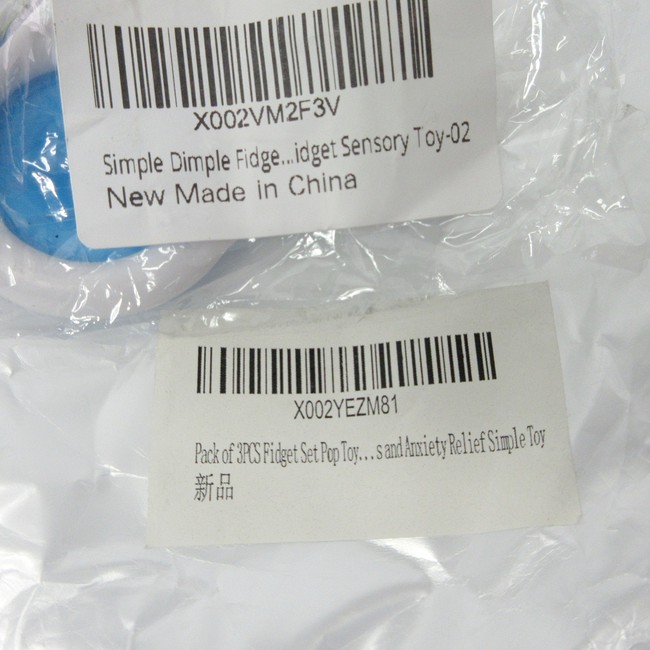 X002VM2F3V
Simple Dimple Fidge...idget Sensory Toy-02
New Made in China
X002YEZM81
Pack of 3PCS Fidget Set Pop Toy...s and Anxiety Relief Simple Toy
新品